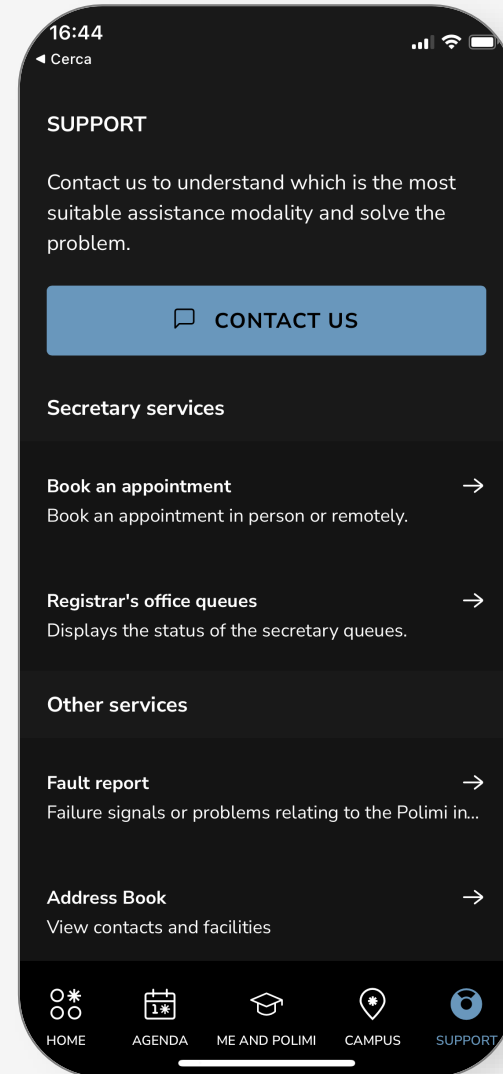 16:44
◀ Cerca
SUPPORT
Contact us to understand which is the most
suitable assistance modality and solve the
problem.
CONTACT US
Secretary services
Book an appointment
Book an appointment in person or remotely.
Registrar's office queues
Displays the status of the secretary queues.
Other services
Fault report
Failure signals or problems relating to the Polimi in...
Address Book
View contacts and facilities
1
HOME AGENDA ME AND POLIMI CAMPUS SUPPORT